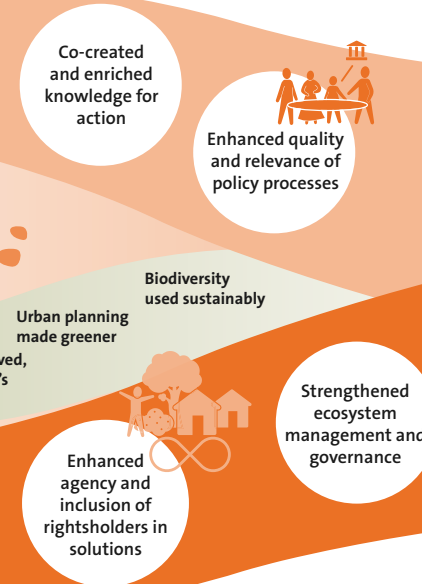 Co-created
and enriched
knowledge for
action
Enhanced quality
and relevance of
policy processes
Biodiversity
used sustainably
Urban planning
made greener
Strengthened
ecosystem
management and
governance
Enhanced
agency and
inclusion of
rightsholders in
solutions